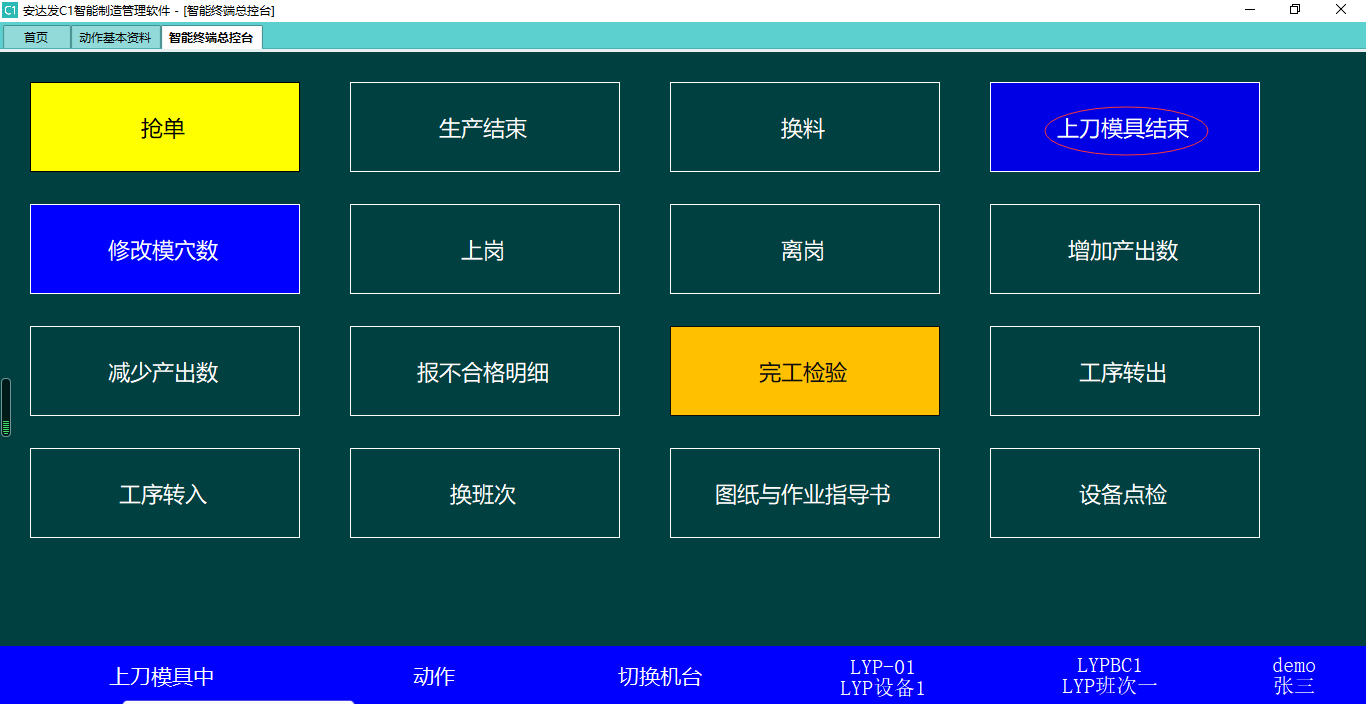 C1 安达发C1智能制造管理软件 - [智能终端总控台]
首页 动作基本资料 智能终端总控台
抢单 生产结束 换料 上刀模具结束
修改模穴数 上岗 离岗 增加产出数
减少产出数 报不合格明细 完工检验 工序转出
工序转入 换班次 图纸与作业指导书 设备点检
上刀模具中 动作 切换机台 LYP-01 LYPBC1 demo
LYP设备1 LYP班次一 张三